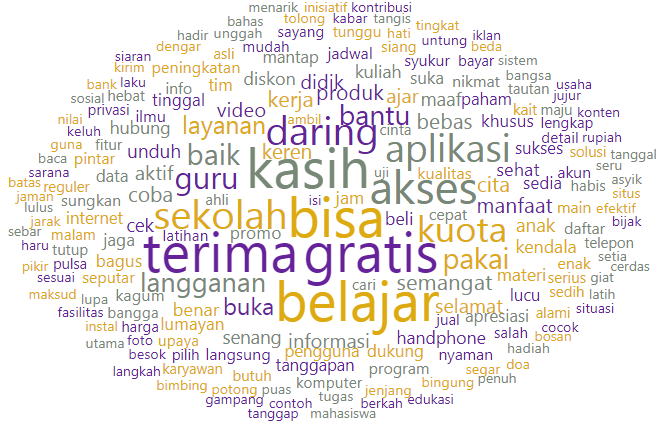 menarik inisiatif kontribusi
bahas tolong kabar tangis tingkat
hadir unggah sayang tunggu hati untung iklan
dengar asli mudah mantap jadwal siang syukur bayar beda
siaran kirim peningkatan diskon didik kuliah suka nikmat sistem bangsa
bank laku info tim kerja produk ajar maaf paham tautan usaha jujur
sosial hebat tinggal video bantu bebas khusus kait maju konten
privasi ilmu layanan ambil daring cinta lengkap
nilai keluh hubung keren aplikasi sukses detail rupiah
guna fitur unduh baik kasih uji kualitas sehat solusi tanggal
baca pintar data aktif guru akses cita sedia akun seru
sarana batas reguler coba ahli isi jam manfaat habis asyik situs
jaman sungkan sekolah bisa beli cepat main efektif
lulus jarak internet cek latihan promo kuota anak daftar bijak
sebar malam jaga terima gratis kendala telepon
haru tutup bagus pakai enak setia cerdas
pikir pulsa seputar langganan cari semangat materi serius giat
sesuai maksud lupa kagum buka belajar selamat lucu sedih latih
fasilitas bangga benar jual apresiasi alami situasi
instal harga lumayan senang informasi handphone salah cocok
utama foto upaya pengguna dukung nyaman hadiah bosan
besok pilih langsung tanggapan program segar doa
langkah karyawan butuh komputer bingung penuh
bimbing potong puas tugas jenjang edukasi
gampang contoh berkah
tanggap mahasiswa